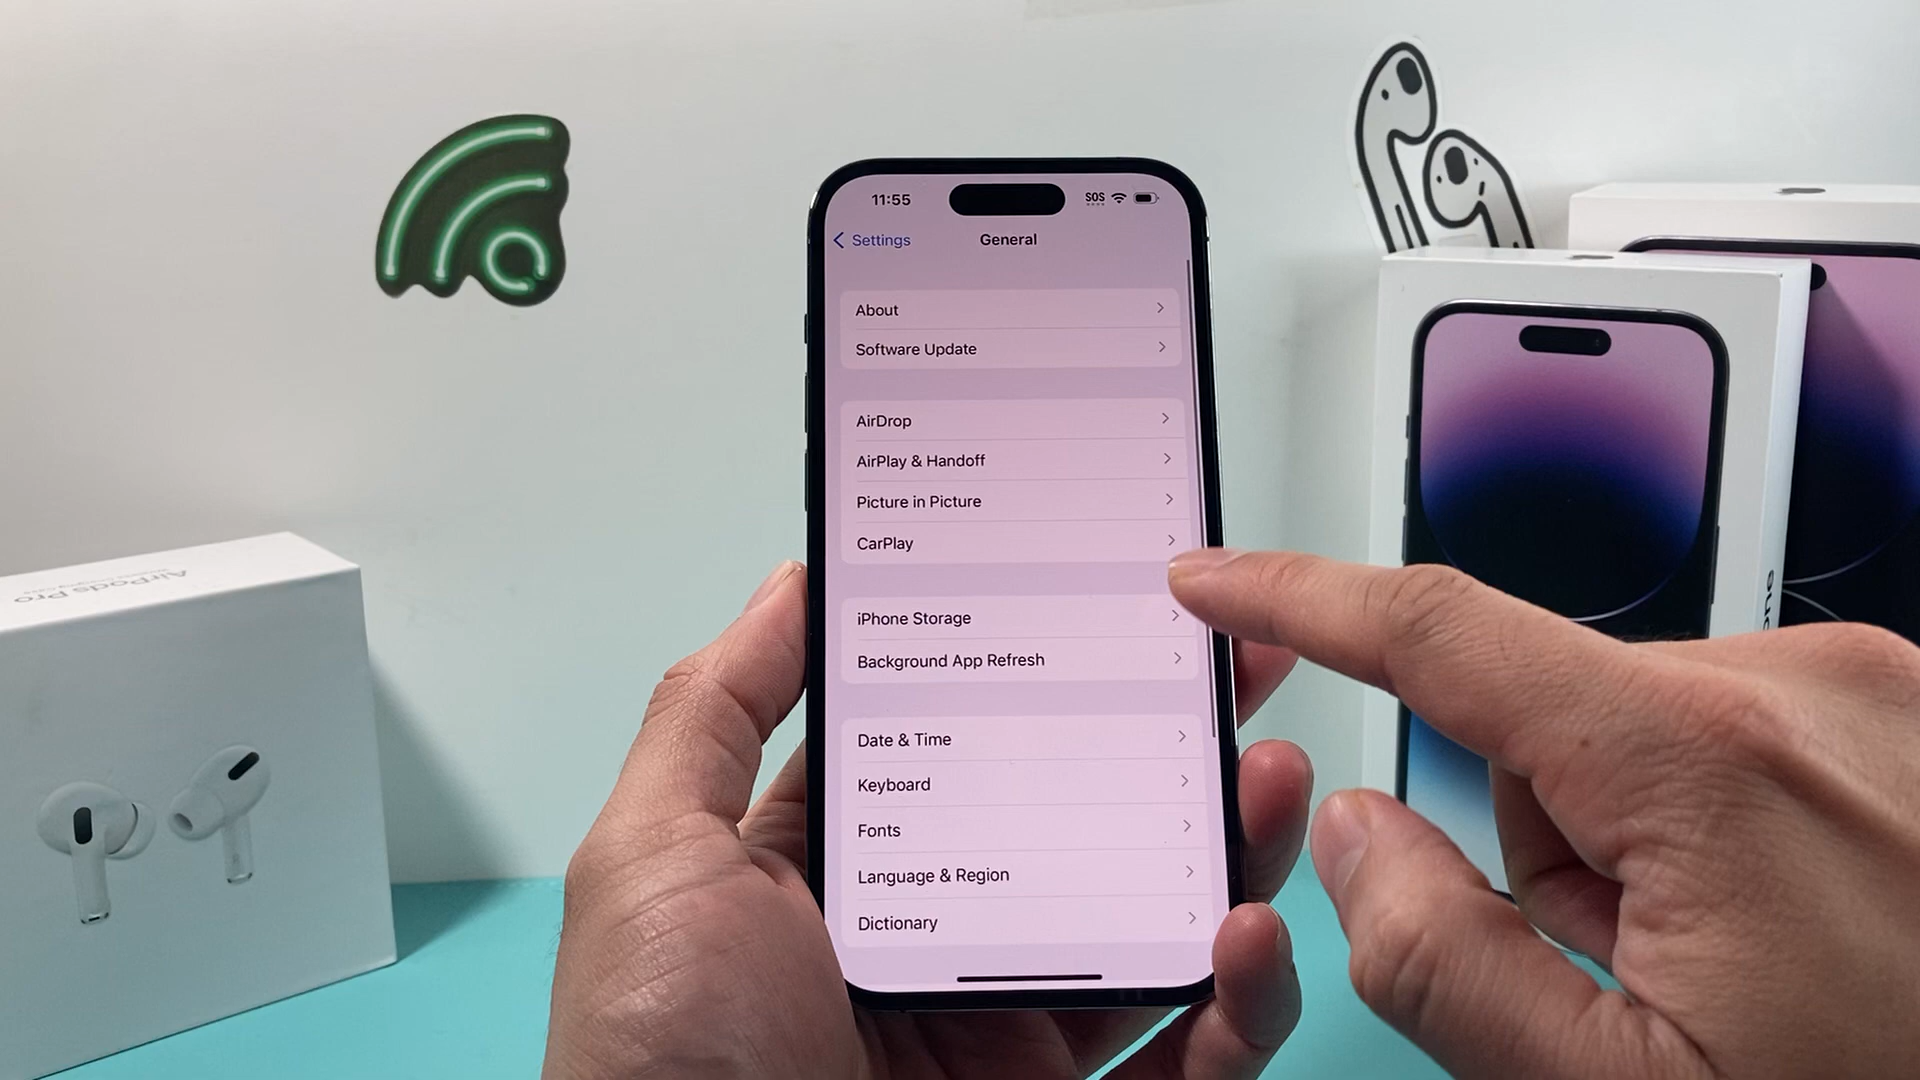 11:55
SOS
Settings
General
About
Software Update
AirDrop
AirPlay & Handoff
Picture in Picture
CarPlay
iPhone Storage
Background App Refresh
Date & Time
Keyboard
Fonts
Language & Region
Dictionary
AirPods Pro